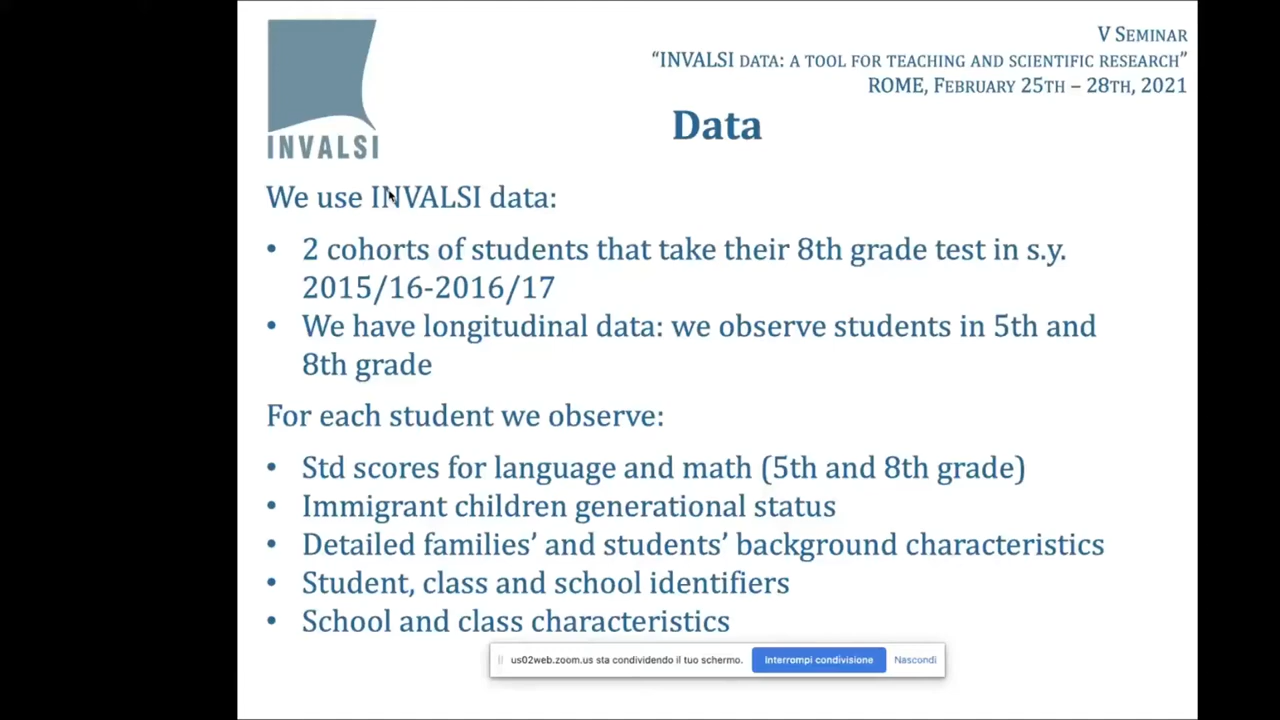 V SEMINAR
“INVALSI DATA: A TOOL FOR TEACHING AND SCIENTIFIC RESEARCH”
ROME, FEBRUARY 25TH – 28TH, 2021
INVALSI
Data
We use INVALSI data:
• 2 cohorts of students that take their 8th grade test in s.y.
2015/16-2016/17
• We have longitudinal data: we observe students in 5th and
8th grade
For each student we observe:
• Std scores for language and math (5th and 8th grade)
• Immigrant children generational status
• Detailed families’ and students’ background characteristics
• Student, class and school identifiers
• School and class characteristics
us02web.zoom.us sta condividendo il tuo schermo. Interrompi condivisione Nascondi